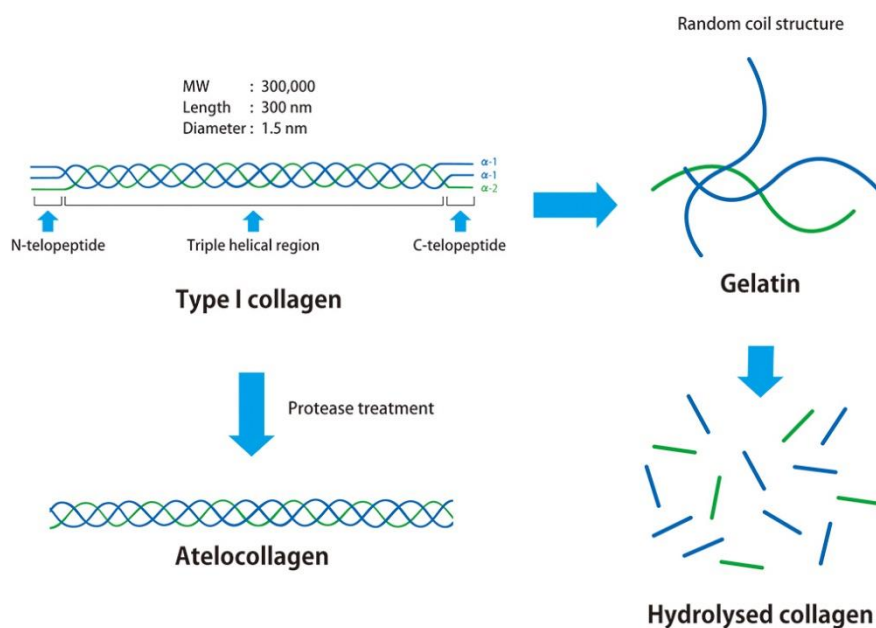 Random coil structure
MW : 300,000
Length : 300 nm
Diameter : 1.5 nm
α-1
α-1
α-2
N-telopeptide
Triple helical region
C-telopeptide
Type I collagen
Gelatin
Protease treatment
Atelocollagen
Hydrolysed collagen